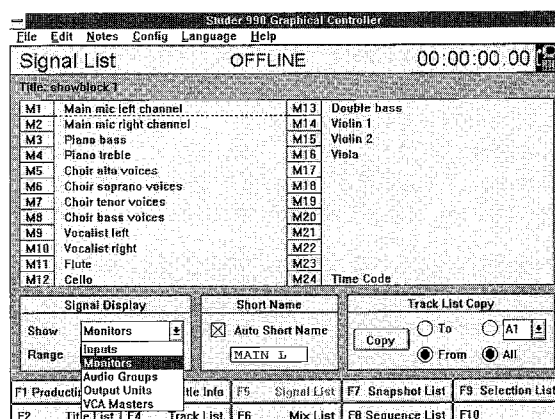 Studer 990 Graphical Controller
File Edit Notes Config Language Help
Signal List OFFLINE 00:00:00.00
Title: showblock 1
M1 Main mic left channel M13 Double bass
M2 Main mic right channel M14 Violin 1
M3 Piano bass M15 Violin 2
M4 Piano treble M16 Viola
M5 Choir alto voices M17
M6 Choir soprano voices M18
M7 Choir tenor voices M19
M8 Choir bass voices M20
M9 Vocalist left M21
M10 Vocalist right M22
M11 Flute M23
M12 Cello M24 Time Code
Signal Display Short Name Track List Copy
Show Monitors Auto Short Name Copy To A1
Range MAIN L From All
Inputs
Monitors
Audio Groups
Output Units
VCA Masters
F1 F5 Signal List F7 Snapshot List F9 Selection List
F2 Title List F4 Track List F6 Mix List F8 Sequence List F10